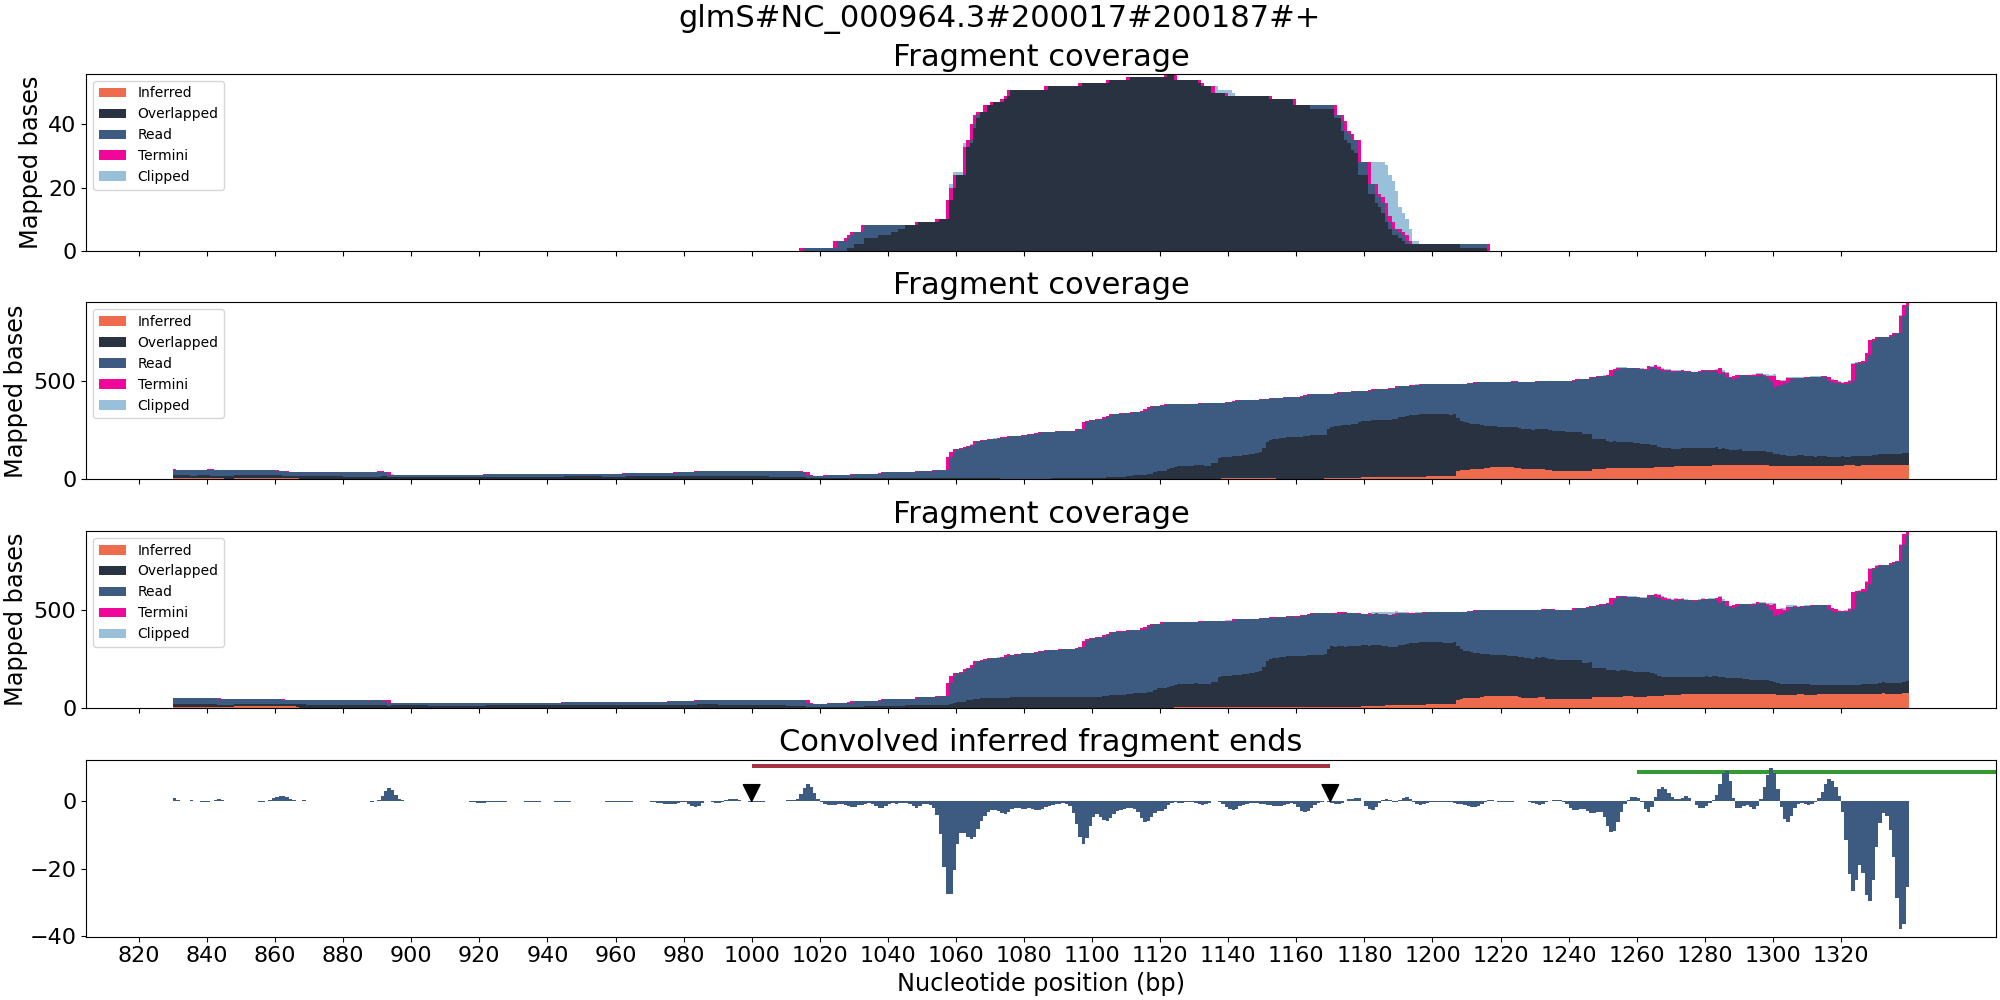 glmS#NC_000964.3#200017#200187#+
Fragment coverage
Mapped bases
40
20
0
Inferred
Overlapped
Read
Termini
Clipped
Fragment coverage
Mapped bases
500
0
Inferred
Overlapped
Read
Termini
Clipped
Fragment coverage
Mapped bases
500
0
Inferred
Overlapped
Read
Termini
Clipped
Convolved inferred fragment ends
0
−20
−40
820 840 860 880 900 920 940 960 980 1000 1020 1040 1060 1080 1100 1120 1140 1160 1180 1200 1220 1240 1260 1280 1300 1320
Nucleotide position (bp)